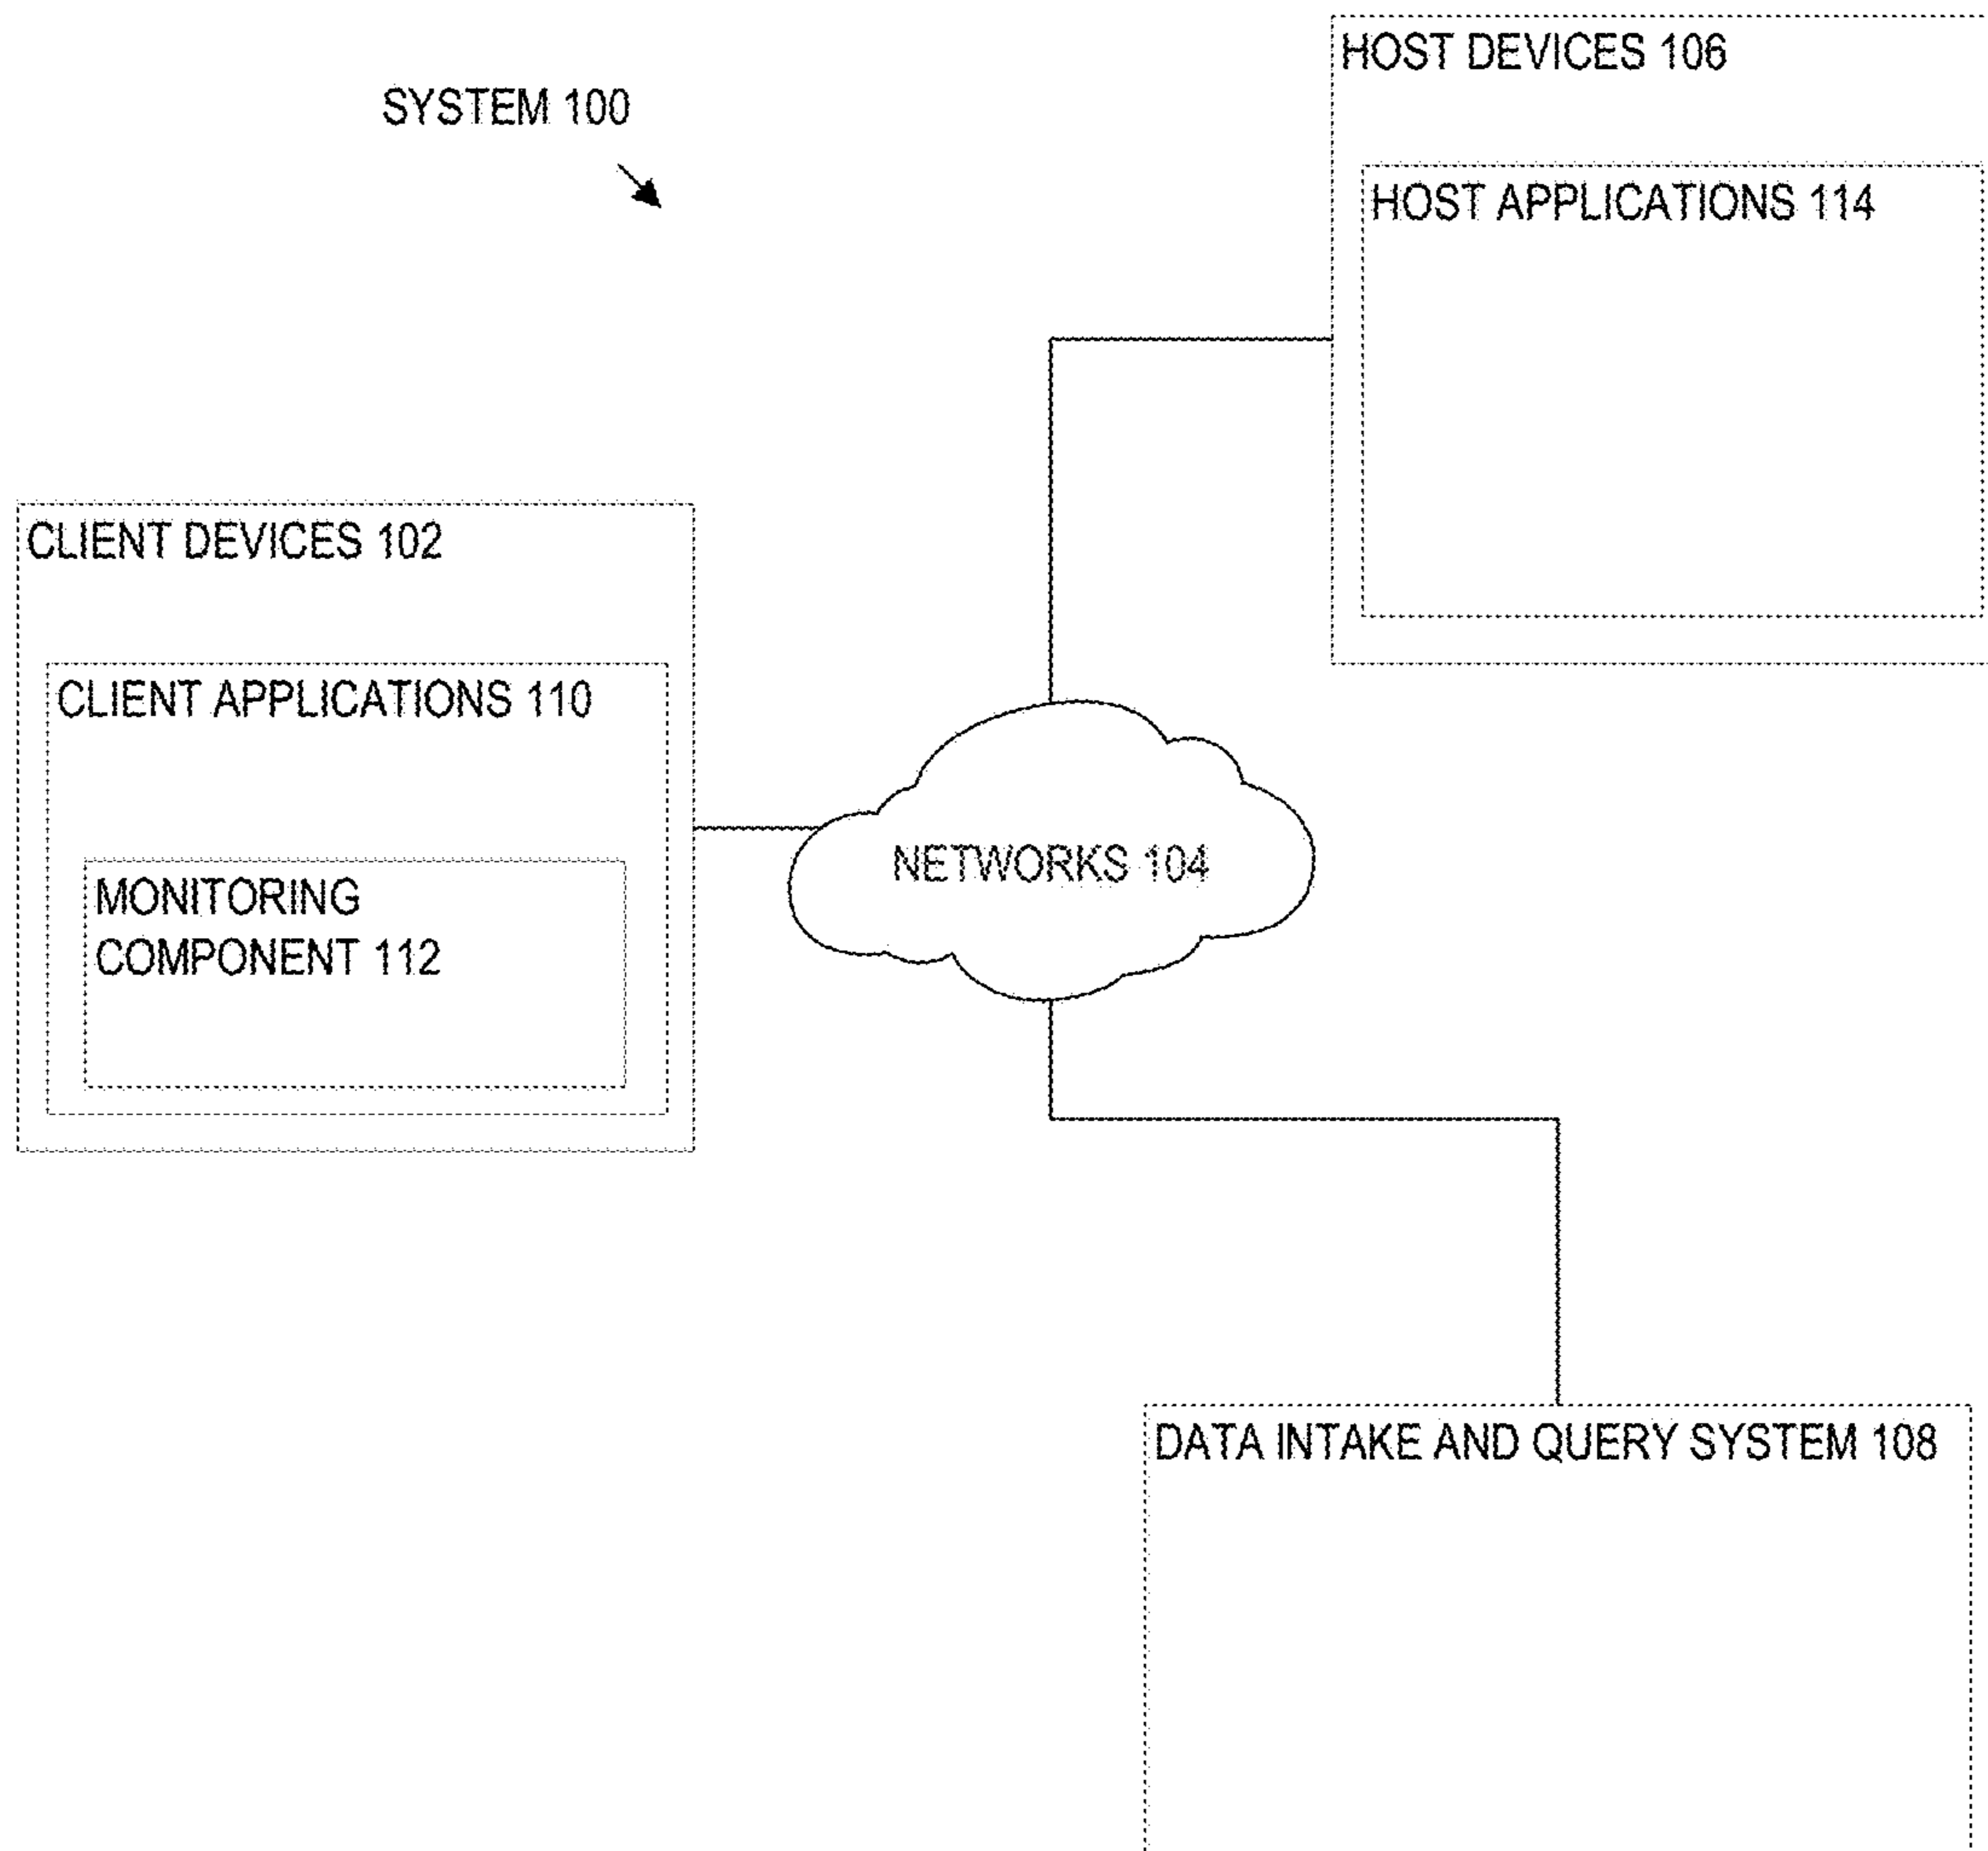 SYSTEM 100
HOST DEVICES 106
HOST APPLICATIONS 114
CLIENT DEVICES 102
CLIENT APPLICATIONS 110
MONITORING
COMPONENT 112
NETWORKS 104
DATA INTAKE AND QUERY SYSTEM 108